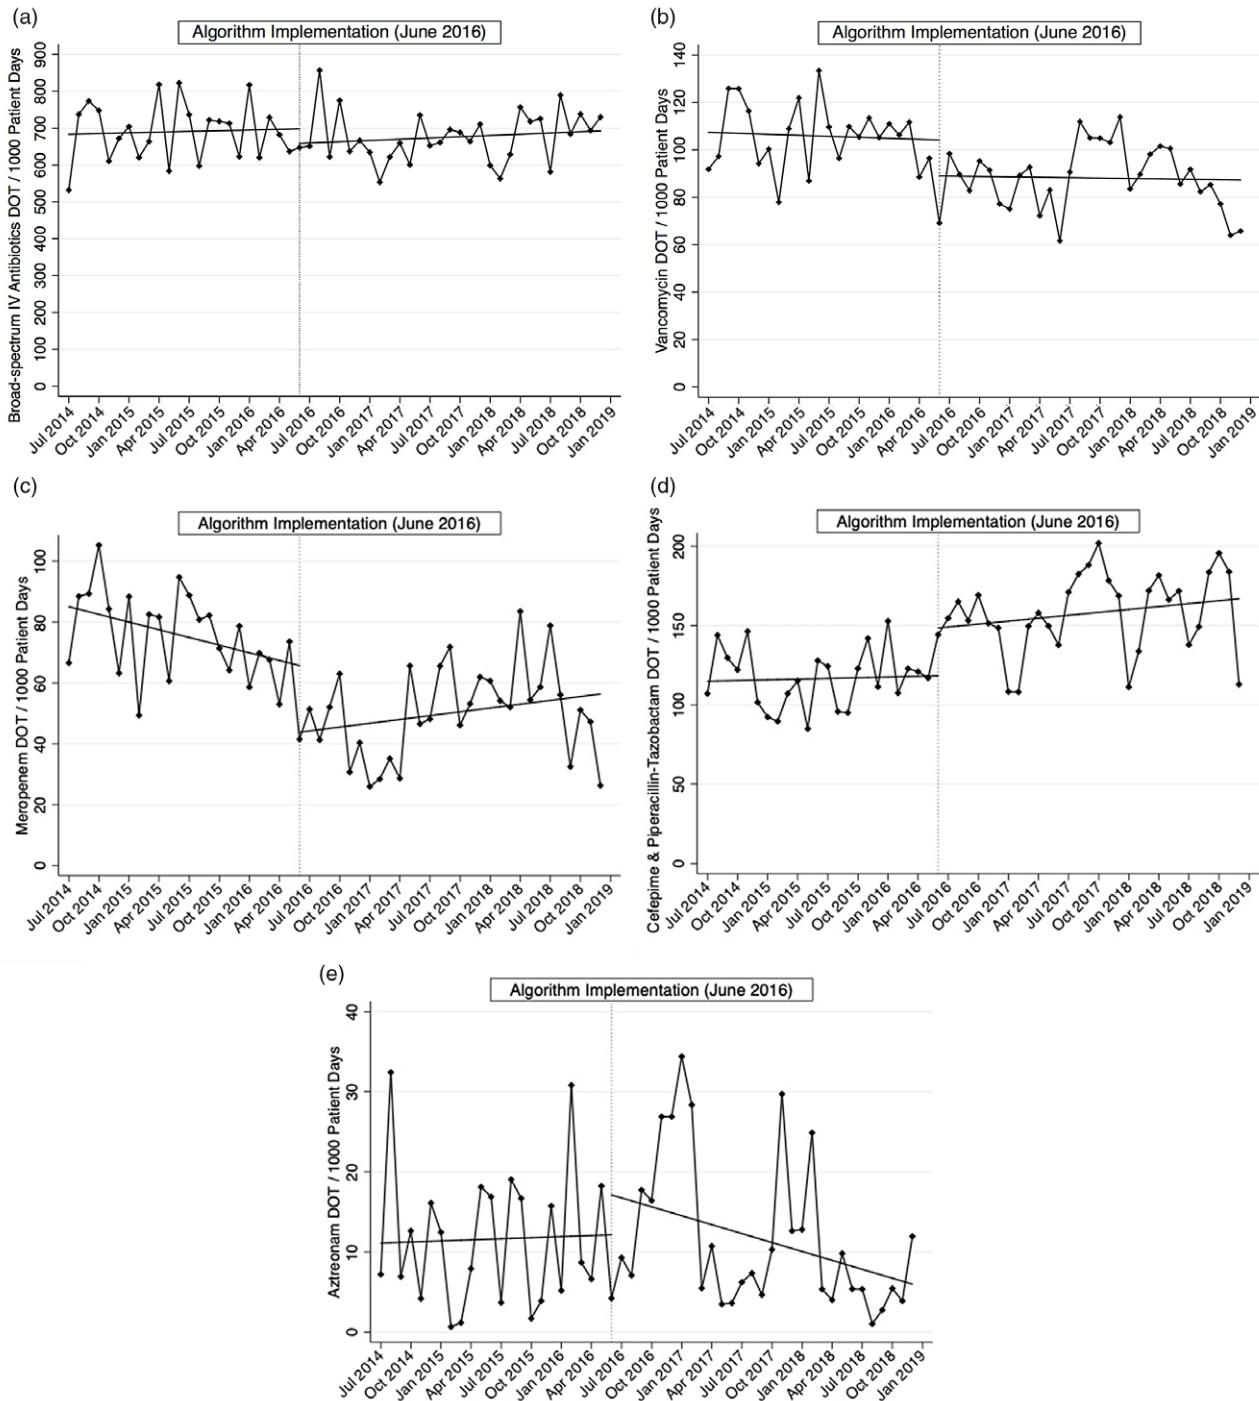 (a)
Algorithm Implementation (June 2016)
Broad-spectrum IV Antibiotics DOT / 1000 Patient Days
900
800
700
600
500
400
300
200
100
0
Jul 2014
Oct 2014
Jan 2015
Apr 2015
Jul 2015
Oct 2015
Jan 2016
Apr 2016
Jul 2016
Oct 2016
Jan 2017
Apr 2017
Jul 2017
Oct 2017
Jan 2018
Apr 2018
Jul 2018
Oct 2018
Jan 2019
(b)
Algorithm Implementation (June 2016)
Vancomycin DOT / 1000 Patient Days
140
120
100
80
60
40
20
0
Jul 2014
Oct 2014
Jan 2015
Apr 2015
Jul 2015
Oct 2015
Jan 2016
Apr 2016
Jul 2016
Oct 2016
Jan 2017
Apr 2017
Jul 2017
Oct 2017
Jan 2018
Apr 2018
Jul 2018
Oct 2018
Jan 2019
(c)
Algorithm Implementation (June 2016)
Meropenem DOT / 1000 Patient Days
100
80
60
40
20
0
Jul 2014
Oct 2014
Jan 2015
Apr 2015
Jul 2015
Oct 2015
Jan 2016
Apr 2016
Jul 2016
Oct 2016
Jan 2017
Apr 2017
Jul 2017
Oct 2017
Jan 2018
Apr 2018
Jul 2018
Oct 2018
Jan 2019
(d)
Algorithm Implementation (June 2016)
Cefepime & Piperacillin-Tazobactam DOT / 1000 Patient Days
200
150
100
50
0
Jul 2014
Oct 2014
Jan 2015
Apr 2015
Jul 2015
Oct 2015
Jan 2016
Apr 2016
Jul 2016
Oct 2016
Jan 2017
Apr 2017
Jul 2017
Oct 2017
Jan 2018
Apr 2018
Jul 2018
Oct 2018
Jan 2019
(e)
Algorithm Implementation (June 2016)
Aztreonam DOT / 1000 Patient Days
40
30
20
10
0
Jul 2014
Oct 2014
Jan 2015
Apr 2015
Jul 2015
Oct 2015
Jan 2016
Apr 2016
Jul 2016
Oct 2016
Jan 2017
Apr 2017
Jul 2017
Oct 2017
Jan 2018
Apr 2018
Jul 2018
Oct 2018
Jan 2019